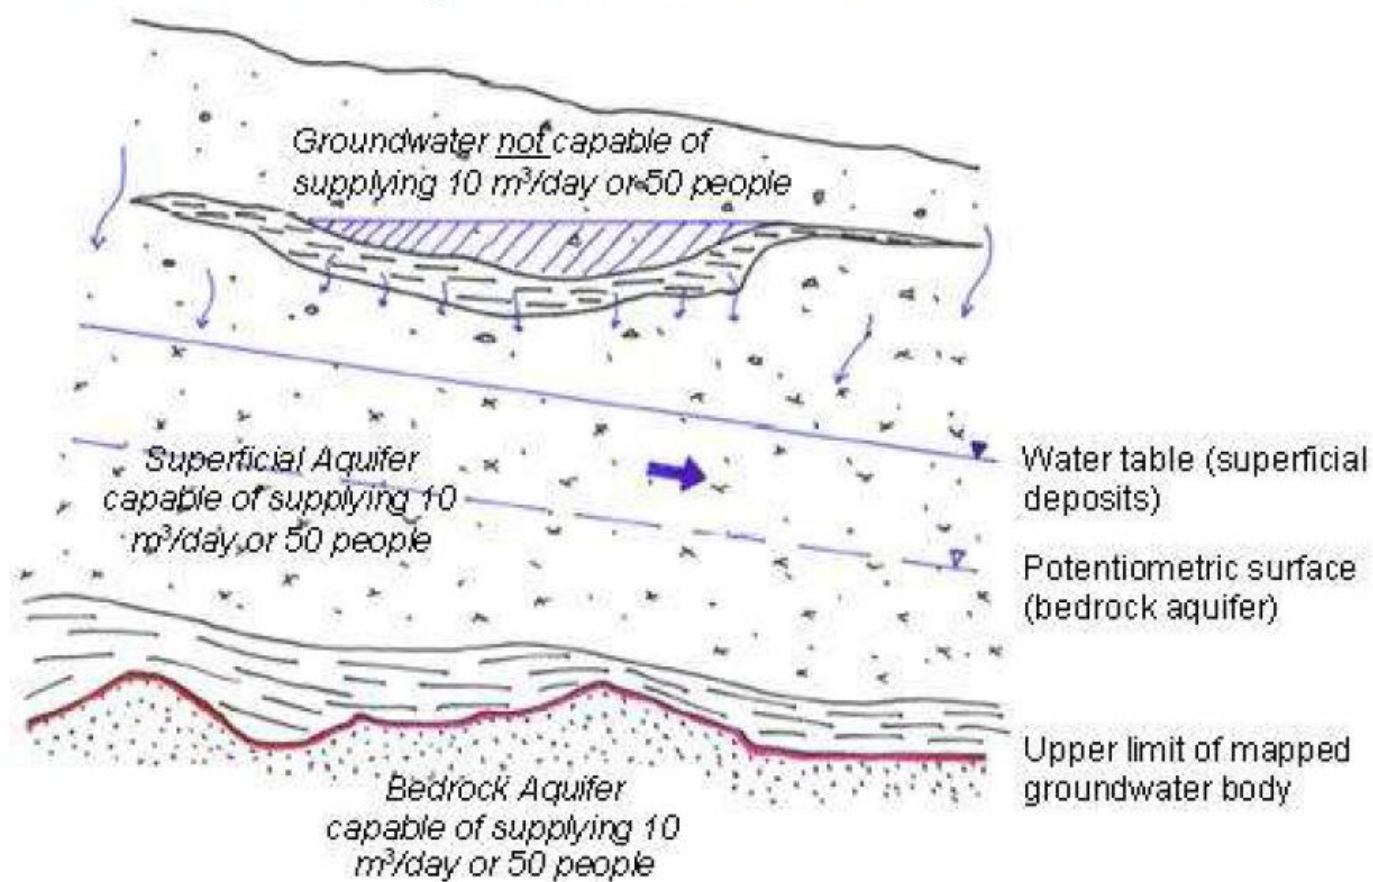 Groundwater not capable of
supplying 10 m³/day or 50 people
Superficial Aquifer
capable of supplying 10
m³/day or 50 people
Water table (superficial
deposits)
Potentiometric surface
(bedrock aquifer)
Upper limit of mapped
groundwater body
Bedrock Aquifer
capable of supplying 10
m³/day or 50 people